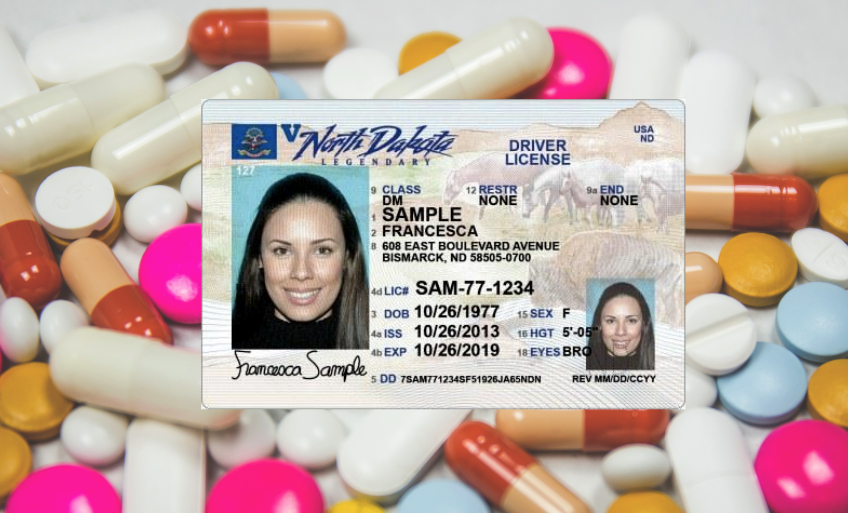 V North Dakota
LEGENDARY
DRIVER LICENSE
USA
ND
127
9 CLASS DM 12 RESTR NONE 9a END NONE
1 SAMPLE
2 FRANCESCA
8 608 EAST BOULEVARD AVENUE
BISMARCK, ND 58505-0700
4d LIC# SAM-77-1234
3 DOB 10/26/1977 15 SEX F
4a ISS 10/26/2013 16 HGT 5'-05"
4b EXP 10/26/2019 18 EYES BRO
Francesca Sample
5 DD 7SAM771234SF51926JA65NDN REV MM/DD/CCYY